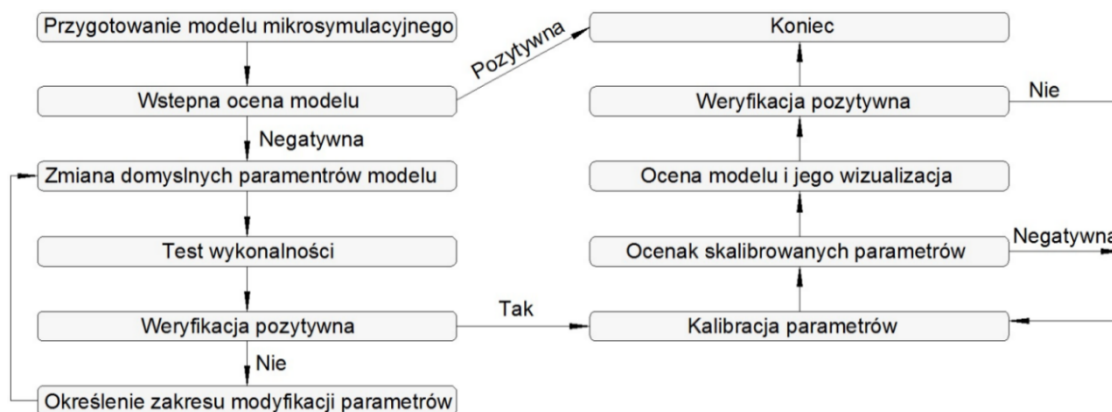 Przygotowanie modelu mikrosymulacyjnego
Wstepna ocena modelu
Pozytywna
Negatywna
Zmiana domyslnych paramentrów modelu
Test wykonalności
Weryfikacja pozytywna
Tak
Nie
Określenie zakresu modyfikacji parametrów
Koniec
Weryfikacja pozytywna
Nie
Ocena modelu i jego wizualizacja
Ocenak skalibrowanych parametrów
Negatywna
Kalibracja parametrów